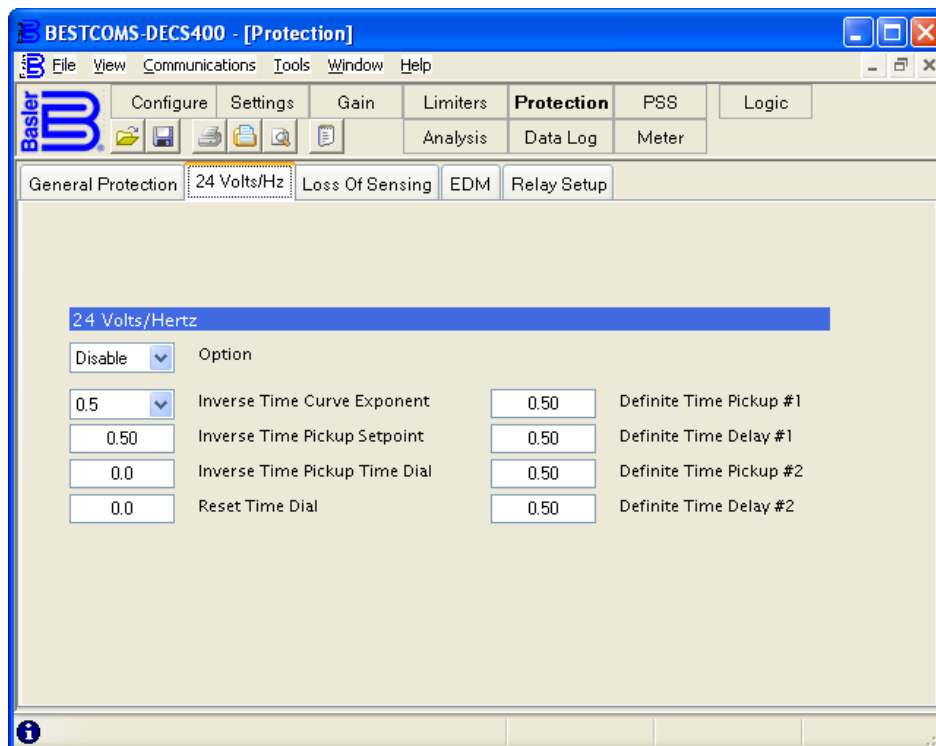 BESTCOMS-DECS400 - [Protection]
File View Communications Tools Window Help
Basler
Configure Settings Gain Limiters Protection PSS Logic
Analysis Data Log Meter
General Protection 24 Volts/Hz Loss Of Sensing EDM Relay Setup
24 Volts/Hertz
Disable Option
0.5 Inverse Time Curve Exponent 0.50 Definite Time Pickup #1
0.50 Inverse Time Pickup Setpoint 0.50 Definite Time Delay #1
0.0 Inverse Time Pickup Time Dial 0.50 Definite Time Pickup #2
0.0 Reset Time Dial 0.50 Definite Time Delay #2